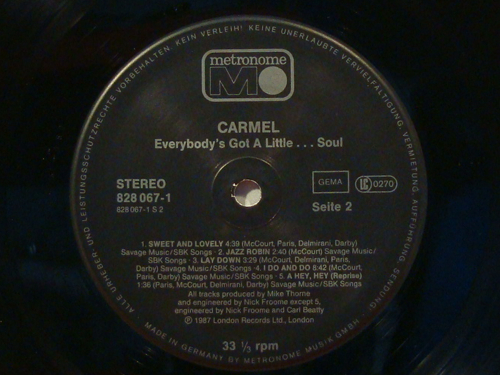 ALLE URHEBER- UND LEISTUNGSSCHUTZRECHTE VORBEHALTEN. KEIN VERLEIH! KEINE UNERLAUBTE VERVIELFÄLTIGUNG, VERMIETUNG, AUFFÜHRUNG, SENDUNG!
metronome
M
CARMEL
Everybody's Got A Little . . . Soul
STEREO
828 067-1
828 067-1 S 2
GEMA
LC 0270
Seite 2
1. SWEET AND LOVELY 4:39 (McCourt, Paris, Delmirani, Darby)
Savage Music/SBK Songs · 2. JAZZ ROBIN 2:40 (McCourt) Savage Music/
SBK Songs · 3. LAY DOWN 3:29 (McCourt, Delmirani, Paris,
Darby) Savage Music/SBK Songs · 4. I DO AND DO 6:42 (McCourt,
Paris, Darby) Savage Music/SBK Songs · 5. A HEY, HEY (Reprise)
1:36 (Paris, McCourt, Delmirani, Darby) Savage Music/SBK Songs
All tracks produced by Mike Thorne
and engineered by Nick Froome except 5,
engineered by Nick Froome and Carl Beatty
℗ 1987 London Records Ltd., London
33 ⅓ rpm
MADE IN GERMANY BY METRONOME MUSIK GMBH